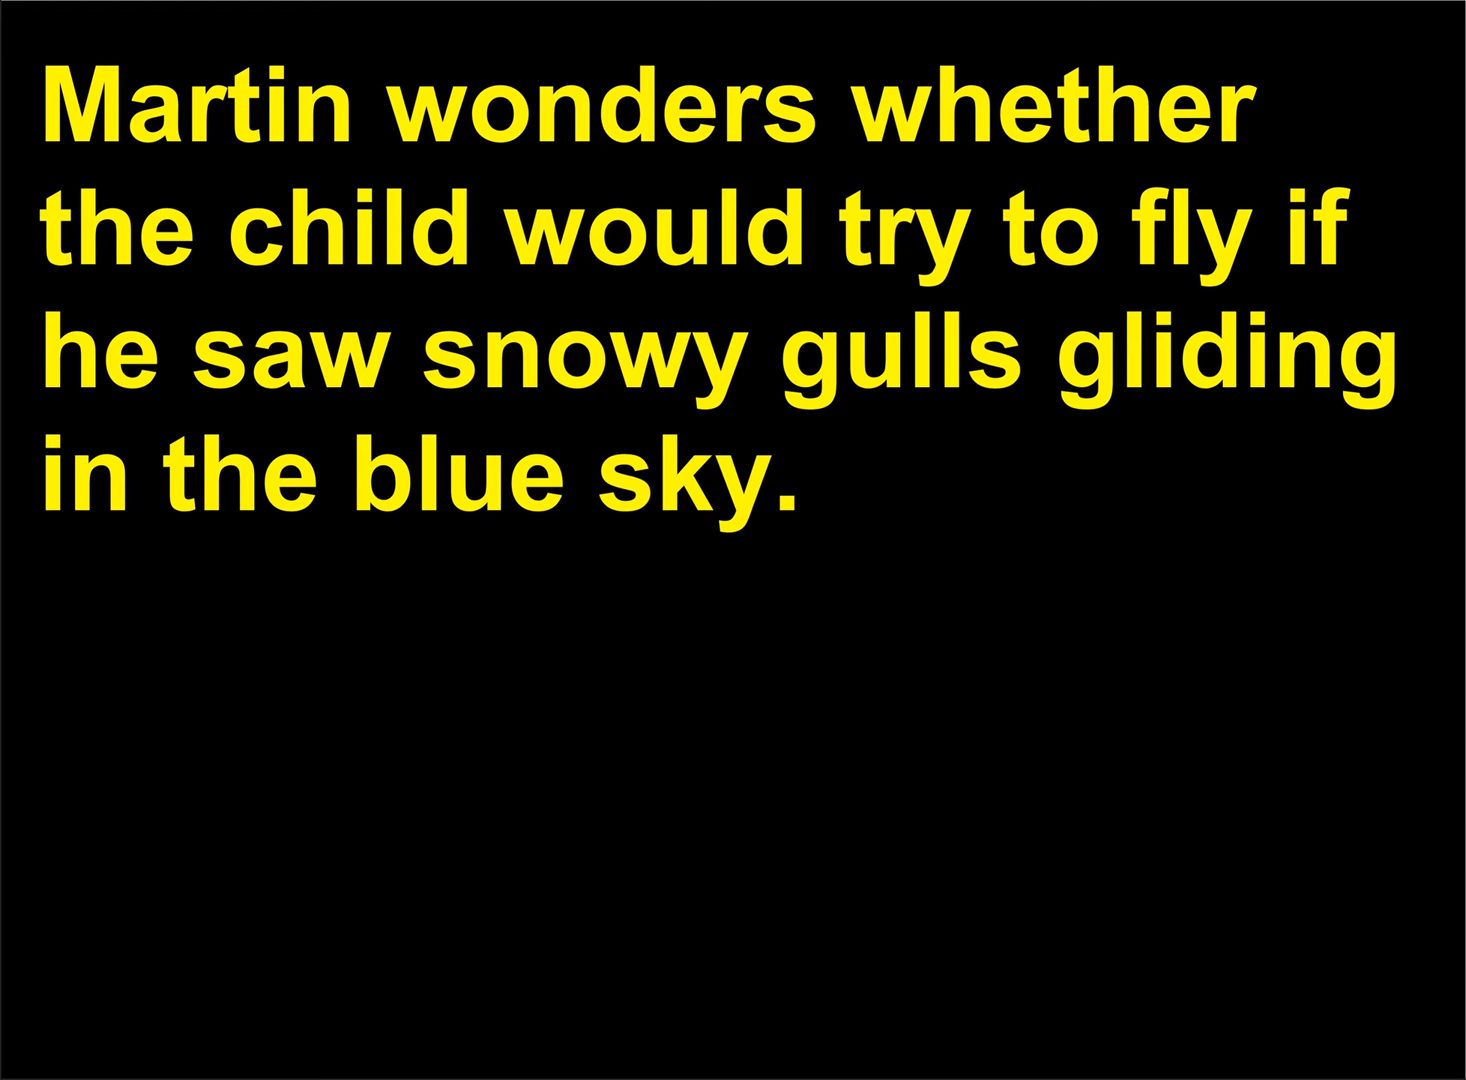 Martin wonders whether
the child would try to fly if
he saw snowy gulls gliding
in the blue sky.